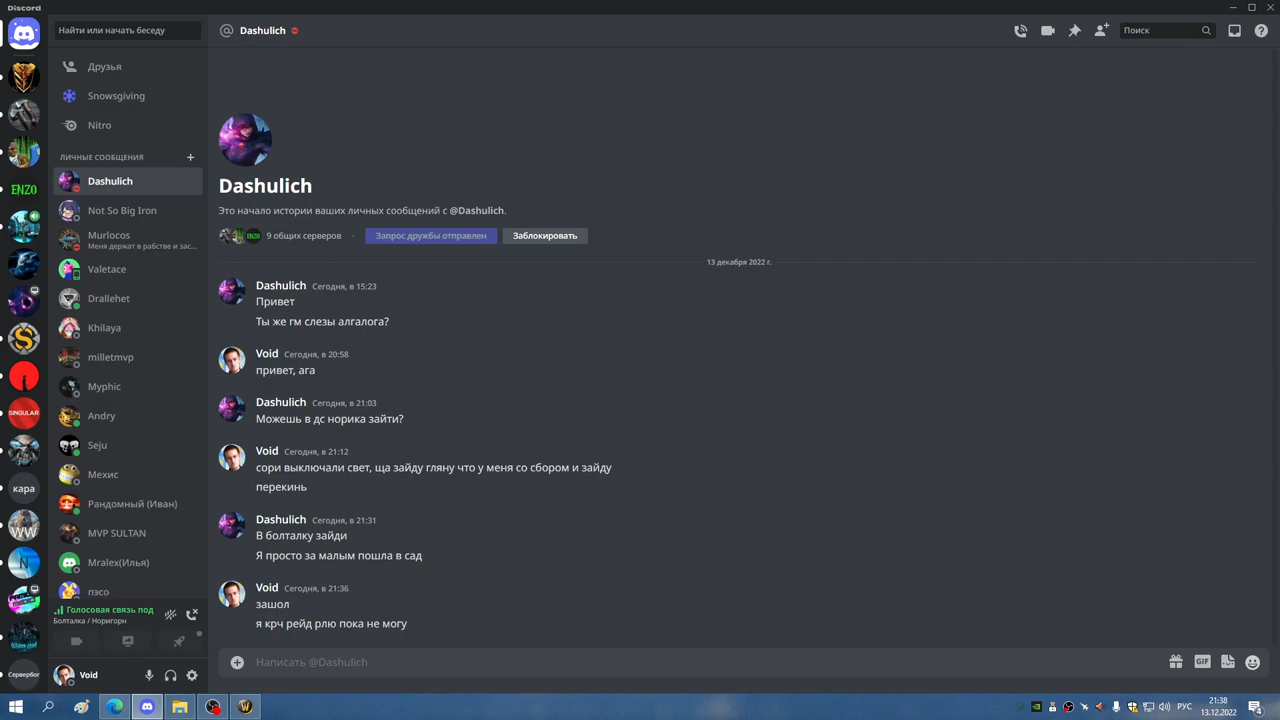 Discord
Найти или начать беседу
Друзья
Snowsgiving
Nitro
ЛИЧНЫЕ СООБЩЕНИЯ
Dashulich
Not So Big Iron
Murlocos
Меня держат в рабстве и зас...
Valetace
Drallehet
Khilaya
milletmvp
Myphic
Andry
Seju
Мехис
Рандомный (Иван)
MVP SULTAN
Mralex(Илья)
пэсо
Голосовая связь под
Болталка / Норигорн
Void
ENZO
SINGULAR
кара
WW
N
Сервербог
Dashulich
Поиск
Dashulich
Это начало истории ваших личных сообщений с @Dashulich.
ENZO
9 общих серверов
Запрос дружбы отправлен
Заблокировать
13 декабря 2022 г.
Dashulich Сегодня, в 15:23
Привет
Ты же гм слезы алгалога?
Void Сегодня, в 20:58
привет, ага
Dashulich Сегодня, в 21:03
Можешь в дс норика зайти?
Void Сегодня, в 21:12
сори выключали свет, ща зайду гляну что у меня со сбором и зайду
перекинь
Dashulich Сегодня, в 21:31
В болталку зайди
Я просто за малым пошла в сад
Void Сегодня, в 21:36
зашол
я крч рейд рлю пока не могу
Написать @Dashulich
GIF
РУС
21:38
13.12.2022
4